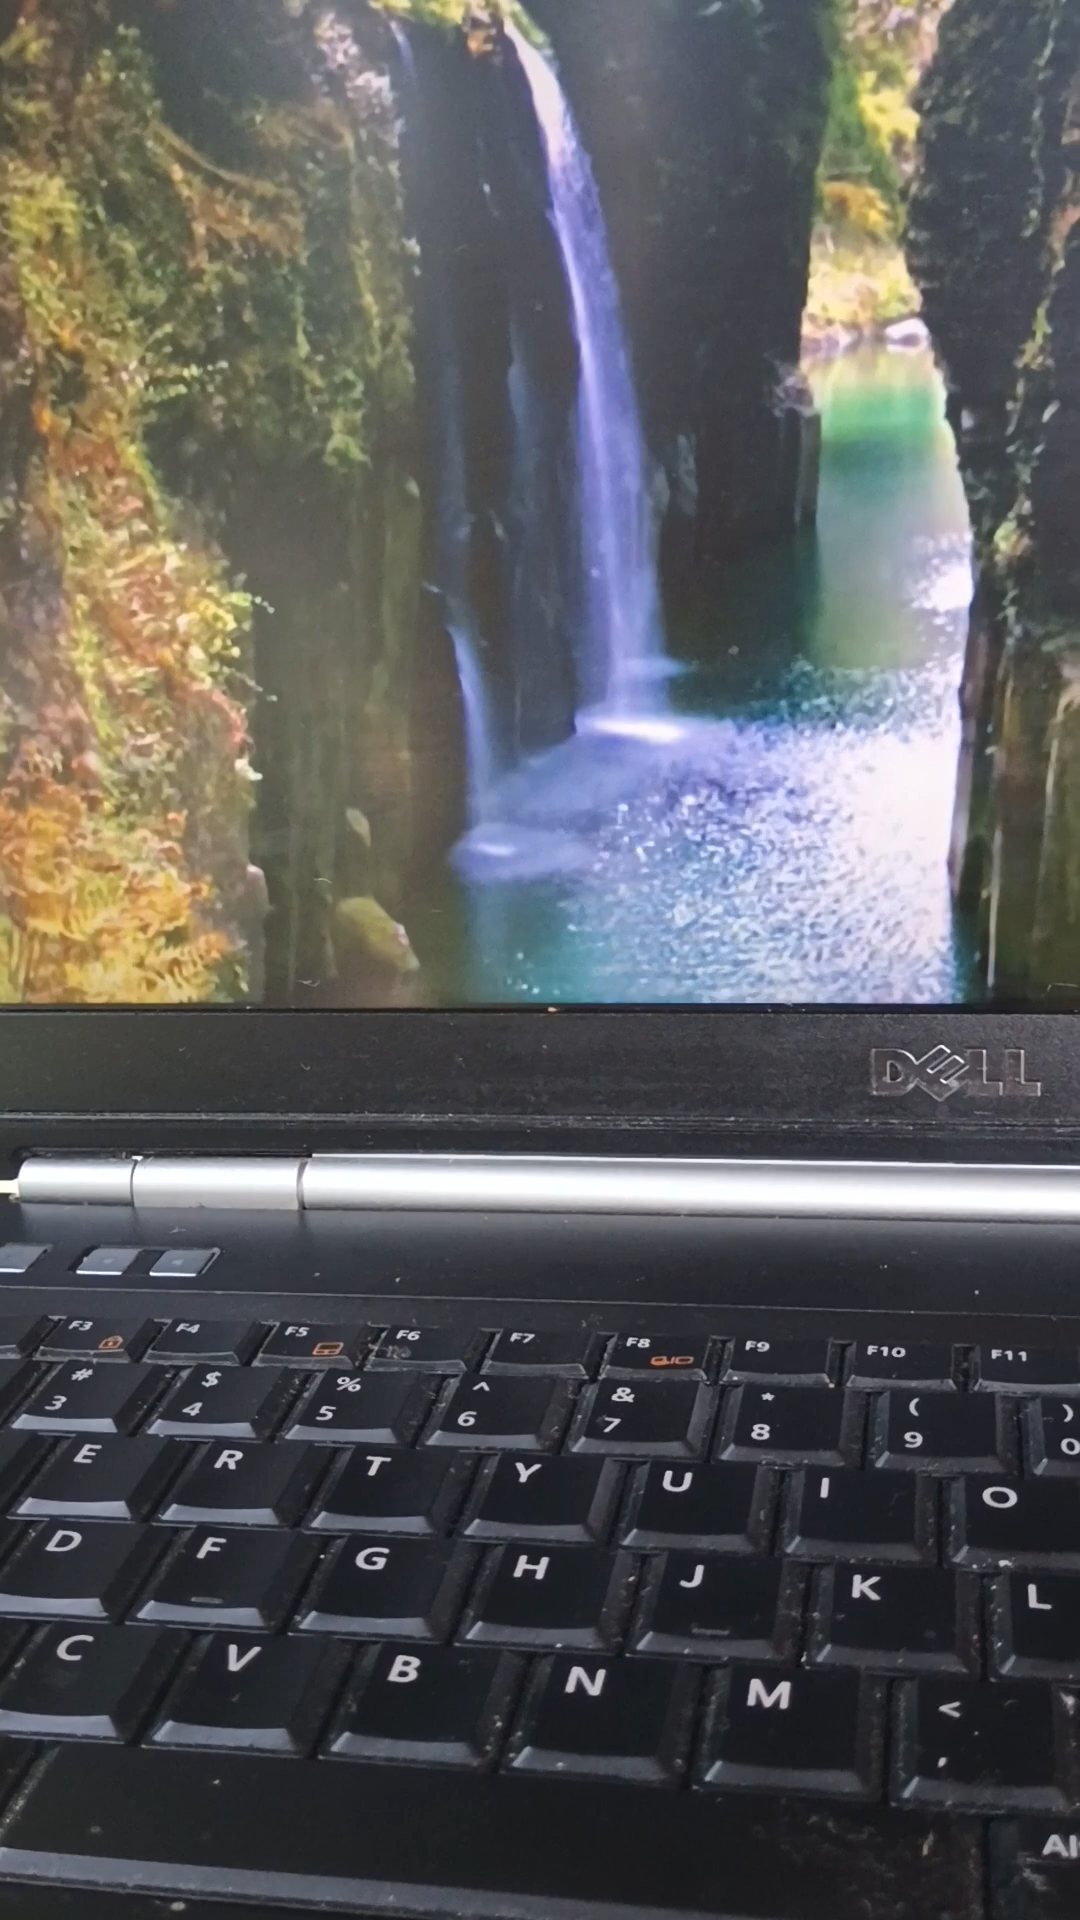 DELL
F3 F4 F5 F6 F7 F8 F9 F10 F11
# $ % ^ & * ( )
3 4 5 6 7 8 9 0
E R T Y U I O
D F G H J K L
C V B N M <
,
Al